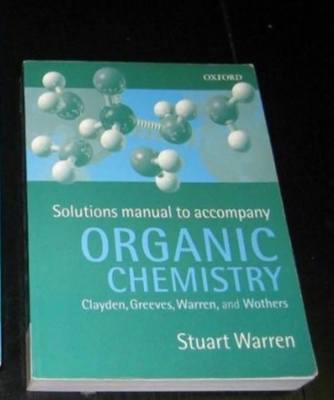 OXFORD
Solutions manual to accompany
ORGANIC
CHEMISTRY
Clayden, Greeves, Warren, and Wothers
Stuart Warren